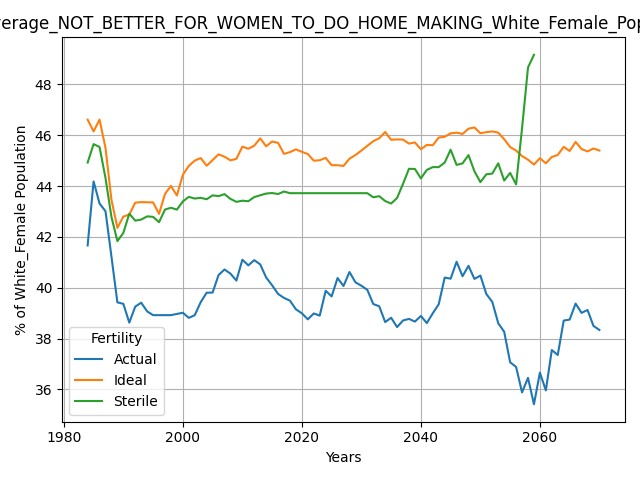 verage_NOT_BETTER_FOR_WOMEN_TO_DO_HOME_MAKING_White_Female_Pop
% of White_Female Population
48
46
44
42
40
38
36
Fertility
Actual
Ideal
Sterile
1980
2000
2020
2040
2060
Years